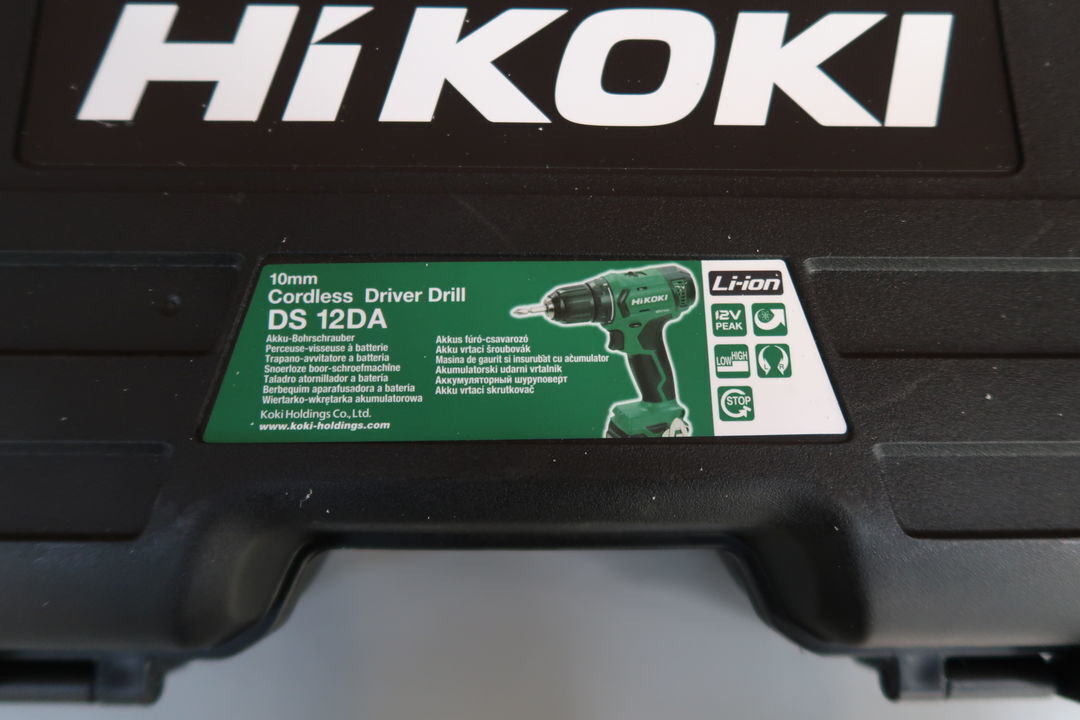 HiKOKI
10mm
Cordless Driver Drill
DS 12DA
Akku-Bohrschrauber
Perceuse-visseuse à batterie
Trapano-avvitatore a batteria
Snoerloze boor-schroefmachine
Taladro atornillador a batería
Berbequim aparafusadora a bateria
Wiertarko-wkrętarka akumulatorowa
Akkus fúró-csavarozó
Akku vrtací šroubovák
Masina de gaurit si insurubat cu acumulator
Akumulatorski udarni vrtalnik
Аккумуляторный шуруповерт
Akku vrtací skrutkovač
Koki Holdings Co., Ltd.
www.koki-holdings.com
HiKOKI
Li-ion
12V
PEAK
LOW HIGH
L R
STOP